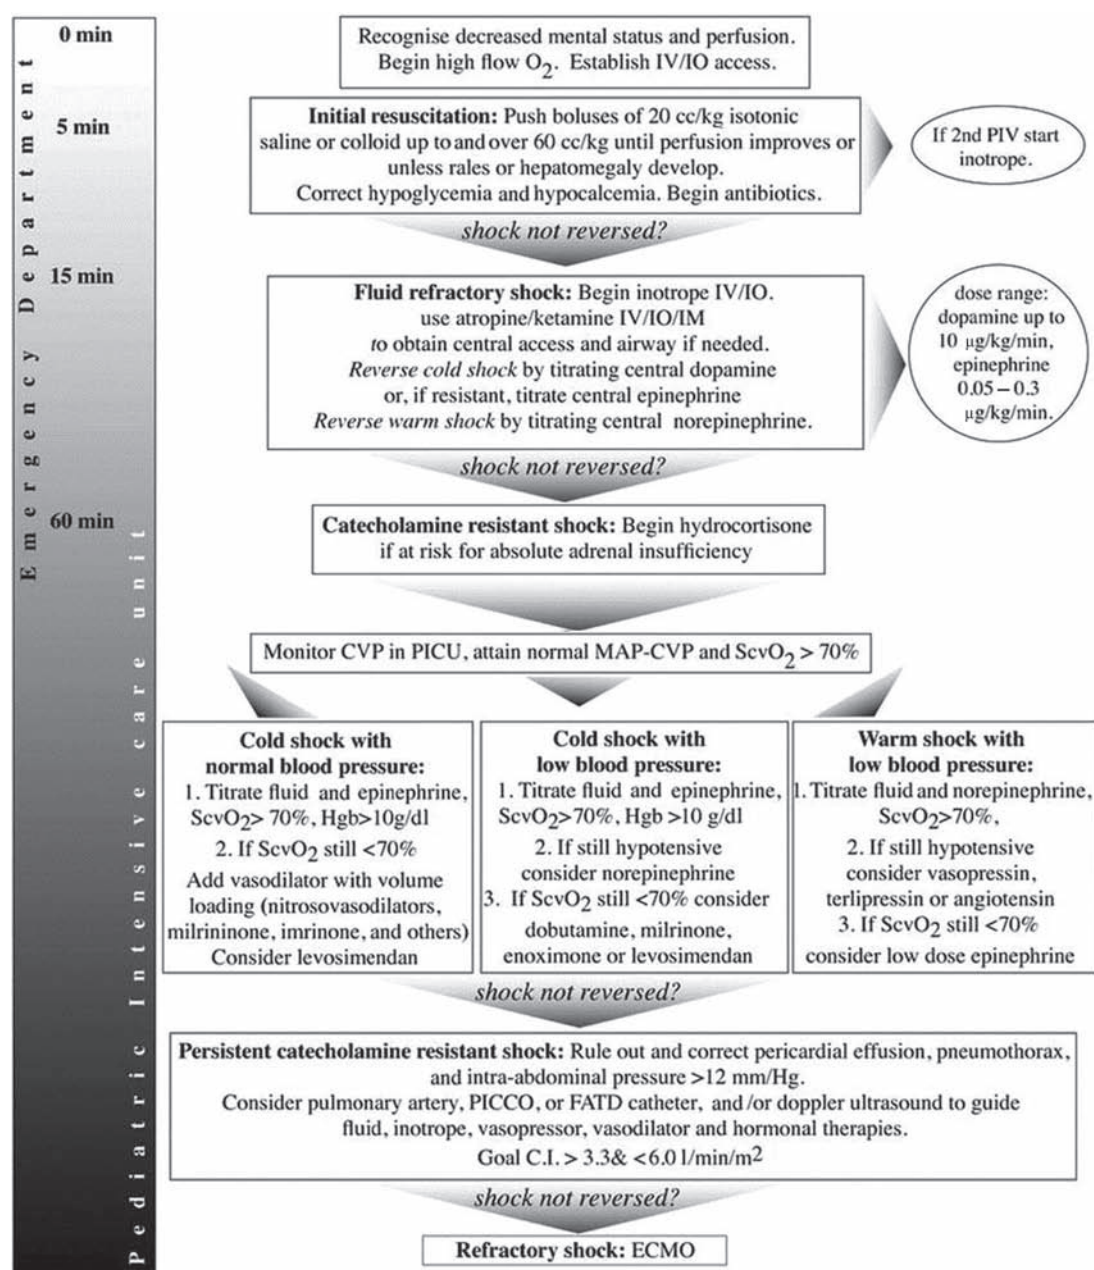 0 min
5 min
15 min
60 min
Emergency Department
Pediatric Intensive care unit
Recognise decreased mental status and perfusion.
Begin high flow O2. Establish IV/IO access.
Initial resuscitation: Push boluses of 20 cc/kg isotonic
saline or colloid up to and over 60 cc/kg until perfusion improves or
unless rales or hepatomegaly develop.
Correct hypoglycemia and hypocalcemia. Begin antibiotics.
If 2nd PIV start
inotrope.
shock not reversed?
Fluid refractory shock: Begin inotrope IV/IO.
use atropine/ketamine IV/IO/IM
to obtain central access and airway if needed.
Reverse cold shock by titrating central dopamine
or, if resistant, titrate central epinephrine
Reverse warm shock by titrating central norepinephrine.
dose range:
dopamine up to
10 µg/kg/min,
epinephrine
0.05 – 0.3
µg/kg/min.
shock not reversed?
Catecholamine resistant shock: Begin hydrocortisone
if at risk for absolute adrenal insufficiency
Monitor CVP in PICU, attain normal MAP-CVP and ScvO2 > 70%
Cold shock with
normal blood pressure:
1. Titrate fluid and epinephrine,
ScvO2> 70%, Hgb>10g/dl
2. If ScvO2 still <70%
Add vasodilator with volume
loading (nitrosovasodilators,
milrininone, imrinone, and others)
Consider levosimendan
Cold shock with
low blood pressure:
1. Titrate fluid and epinephrine,
ScvO2>70%, Hgb >10 g/dl
2. If still hypotensive
consider norepinephrine
3. If ScvO2 still <70% consider
dobutamine, milrinone,
enoximone or levosimendan
Warm shock with
low blood pressure:
1. Titrate fluid and norepinephrine,
ScvO2>70%,
2. If still hypotensive
consider vasopressin,
terlipressin or angiotensin
3. If ScvO2 still <70%
consider low dose epinephrine
shock not reversed?
Persistent catecholamine resistant shock: Rule out and correct pericardial effusion, pneumothorax,
and intra-abdominal pressure >12 mm/Hg.
Consider pulmonary artery, PICCO, or FATD catheter, and/or doppler ultrasound to guide
fluid, inotrope, vasopressor, vasodilator and hormonal therapies.
Goal C.I. > 3.3& <6.0 l/min/m2
shock not reversed?
Refractory shock: ECMO